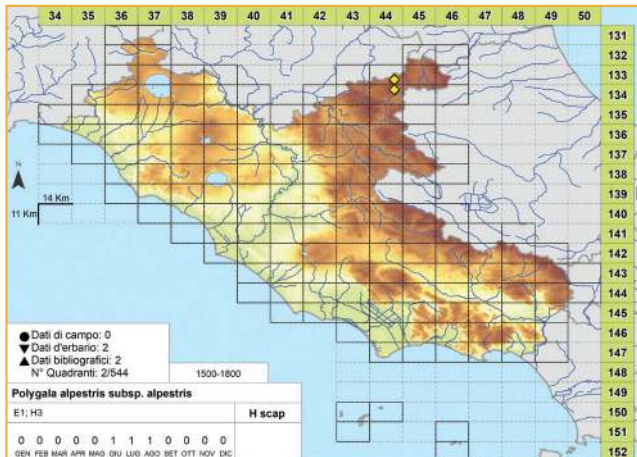 34 35 36 37 38 39 40 41 42 43 44 45 46 47 48 49 50
131
132
133
134
135
136
137
138
139
140
141
142
143
144
145
146
147
148
149
150
151
152
N
14 Km
11 Km
Dati di campo: 0
Dati d'erbario: 2
Dati bibliografici: 2
N° Quadranti: 2/544
1500-1800
Polygala alpestris subsp. alpestris
E1; H3
H scap
0 0 0 0 0 1 1 1 0 0 0 0
GEN FEB MAR APR MAG GIU LUG AGO SET OTT NOV DIC